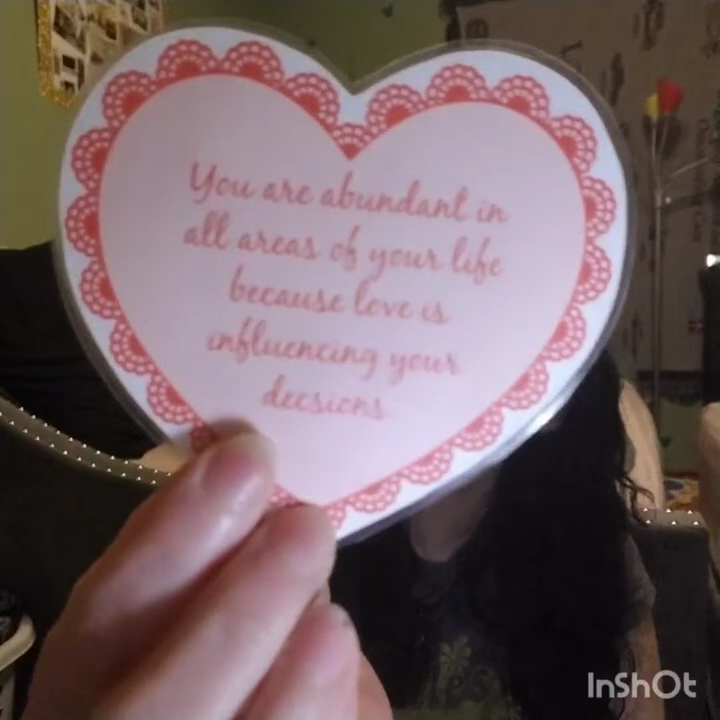 You are abundant in
all areas of your life
because love is
influencing your
decsions
InShOt